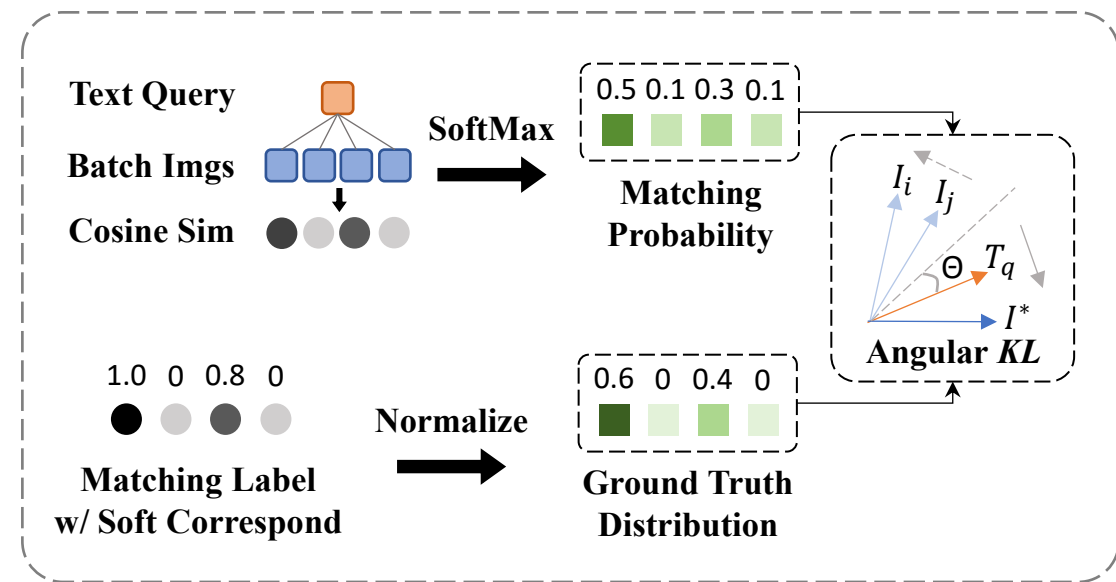 Text Query
Batch Imgs
Cosine Sim
SoftMax
0.5 0.1 0.3 0.1
Matching
Probability
1.0 0 0.8 0
Matching Label
w/ Soft Correspond
Normalize
0.6 0 0.4 0
Ground Truth
Distribution
I_i I_j
Θ T_q
I*
Angular KL